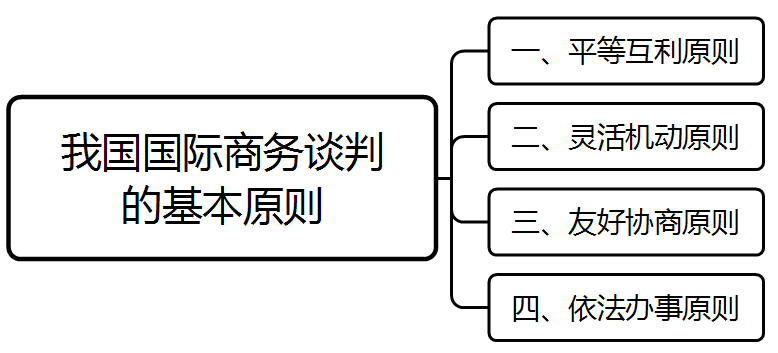 我国国际商务谈判
的基本原则
一、平等互利原则
二、灵活机动原则
三、友好协商原则
四、依法办事原则